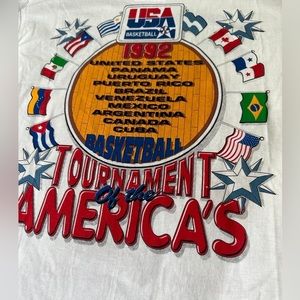 USA
BASKETBALL
1992
UNITED STATES
PANAMA
URUGUAY
PUERTO RICO
BRAZIL
VENEZUELA
MEXICO
ARGENTINA
CANADA
CUBA
BASKETBALL
TOURNAMENT
Of the
AMERICA'S